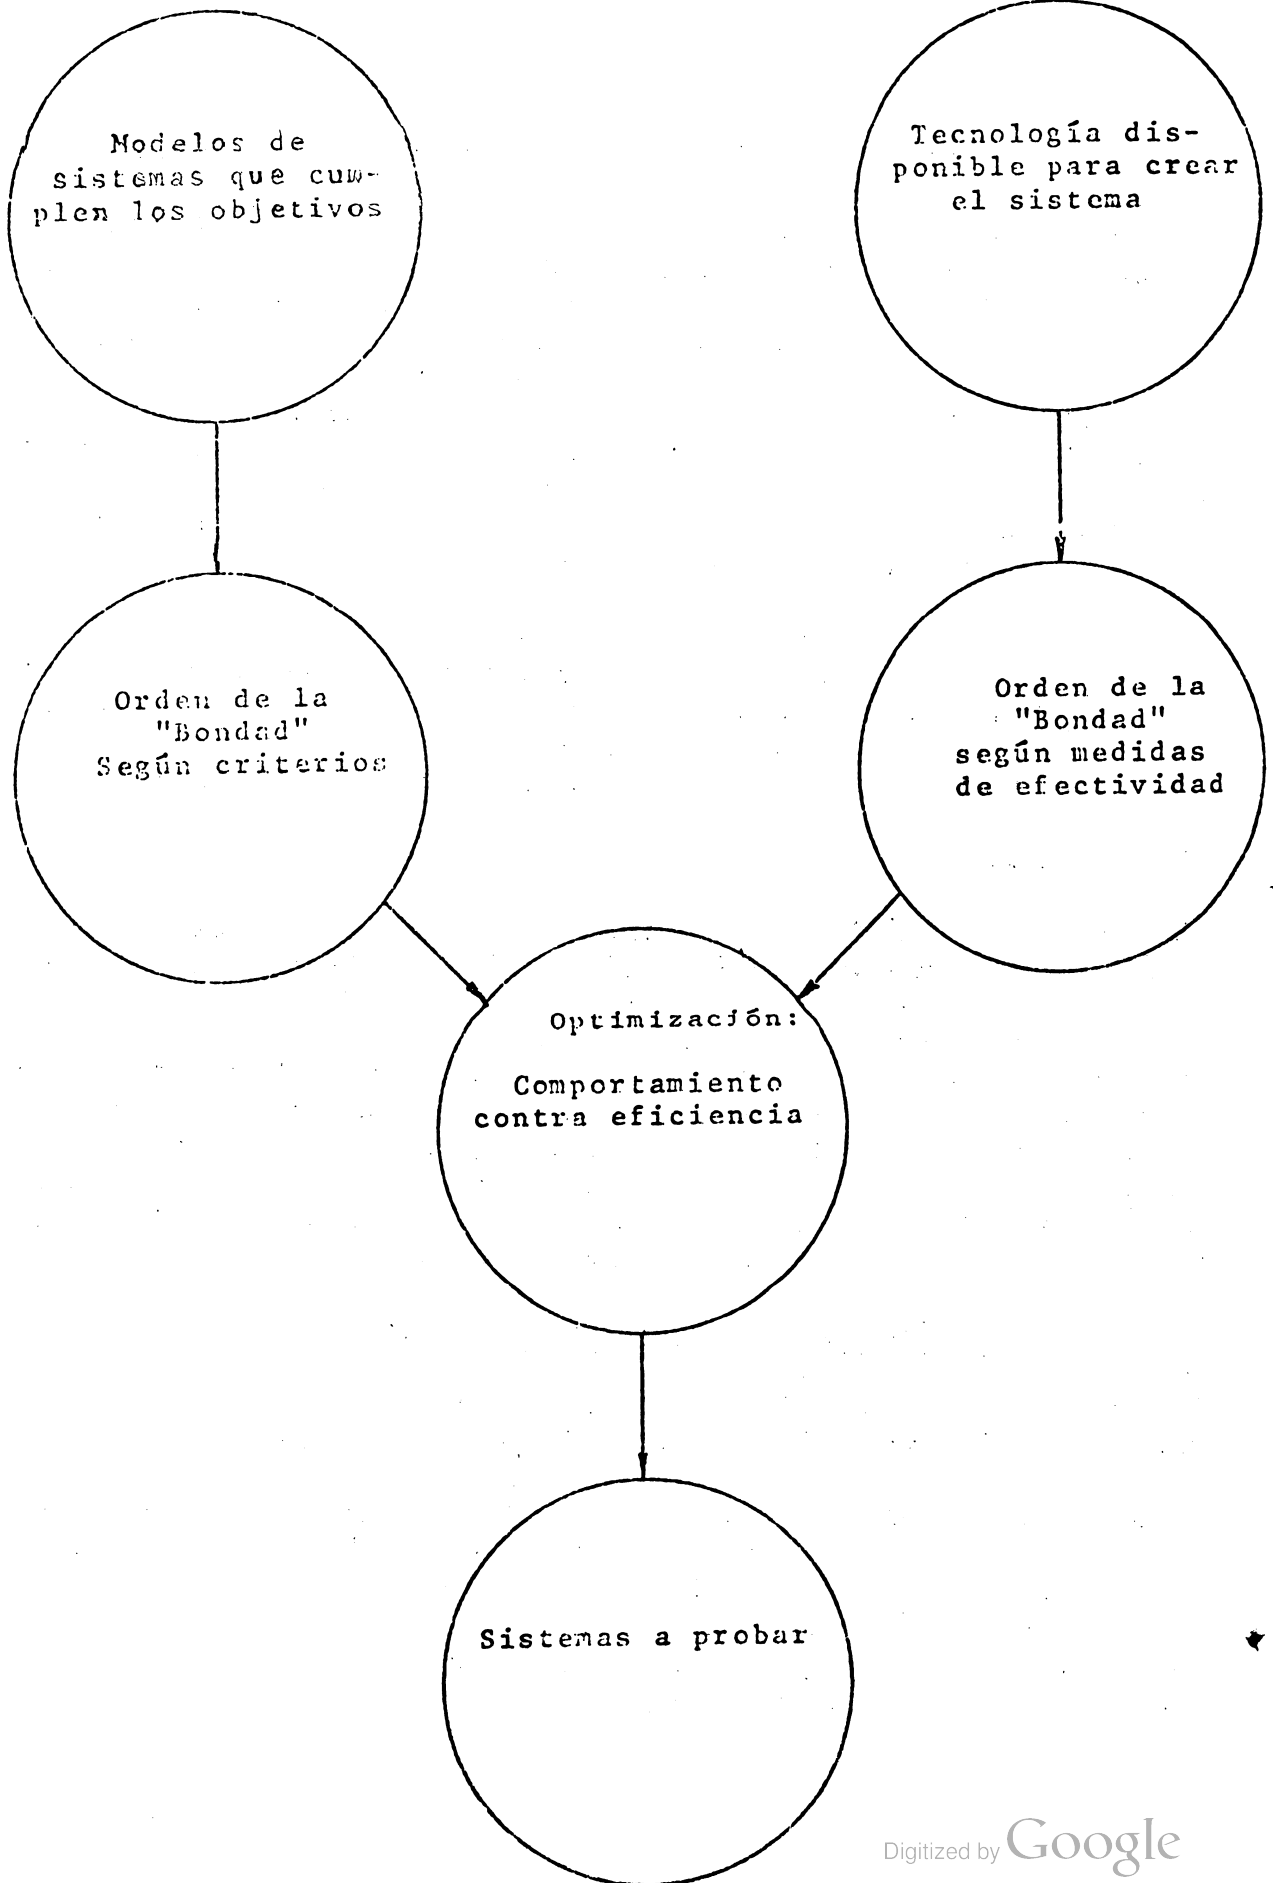 Modelos de
sistemas que cum-
plen los objetivos
Tecnología dis-
ponible para crear
el sistema
Orden de la
"Bondad"
Según criterios
Orden de la
"Bondad"
según medidas
de efectividad
Optimización:
Comportamiento
contra eficiencia
Sistemas a probar
Digitized by Google